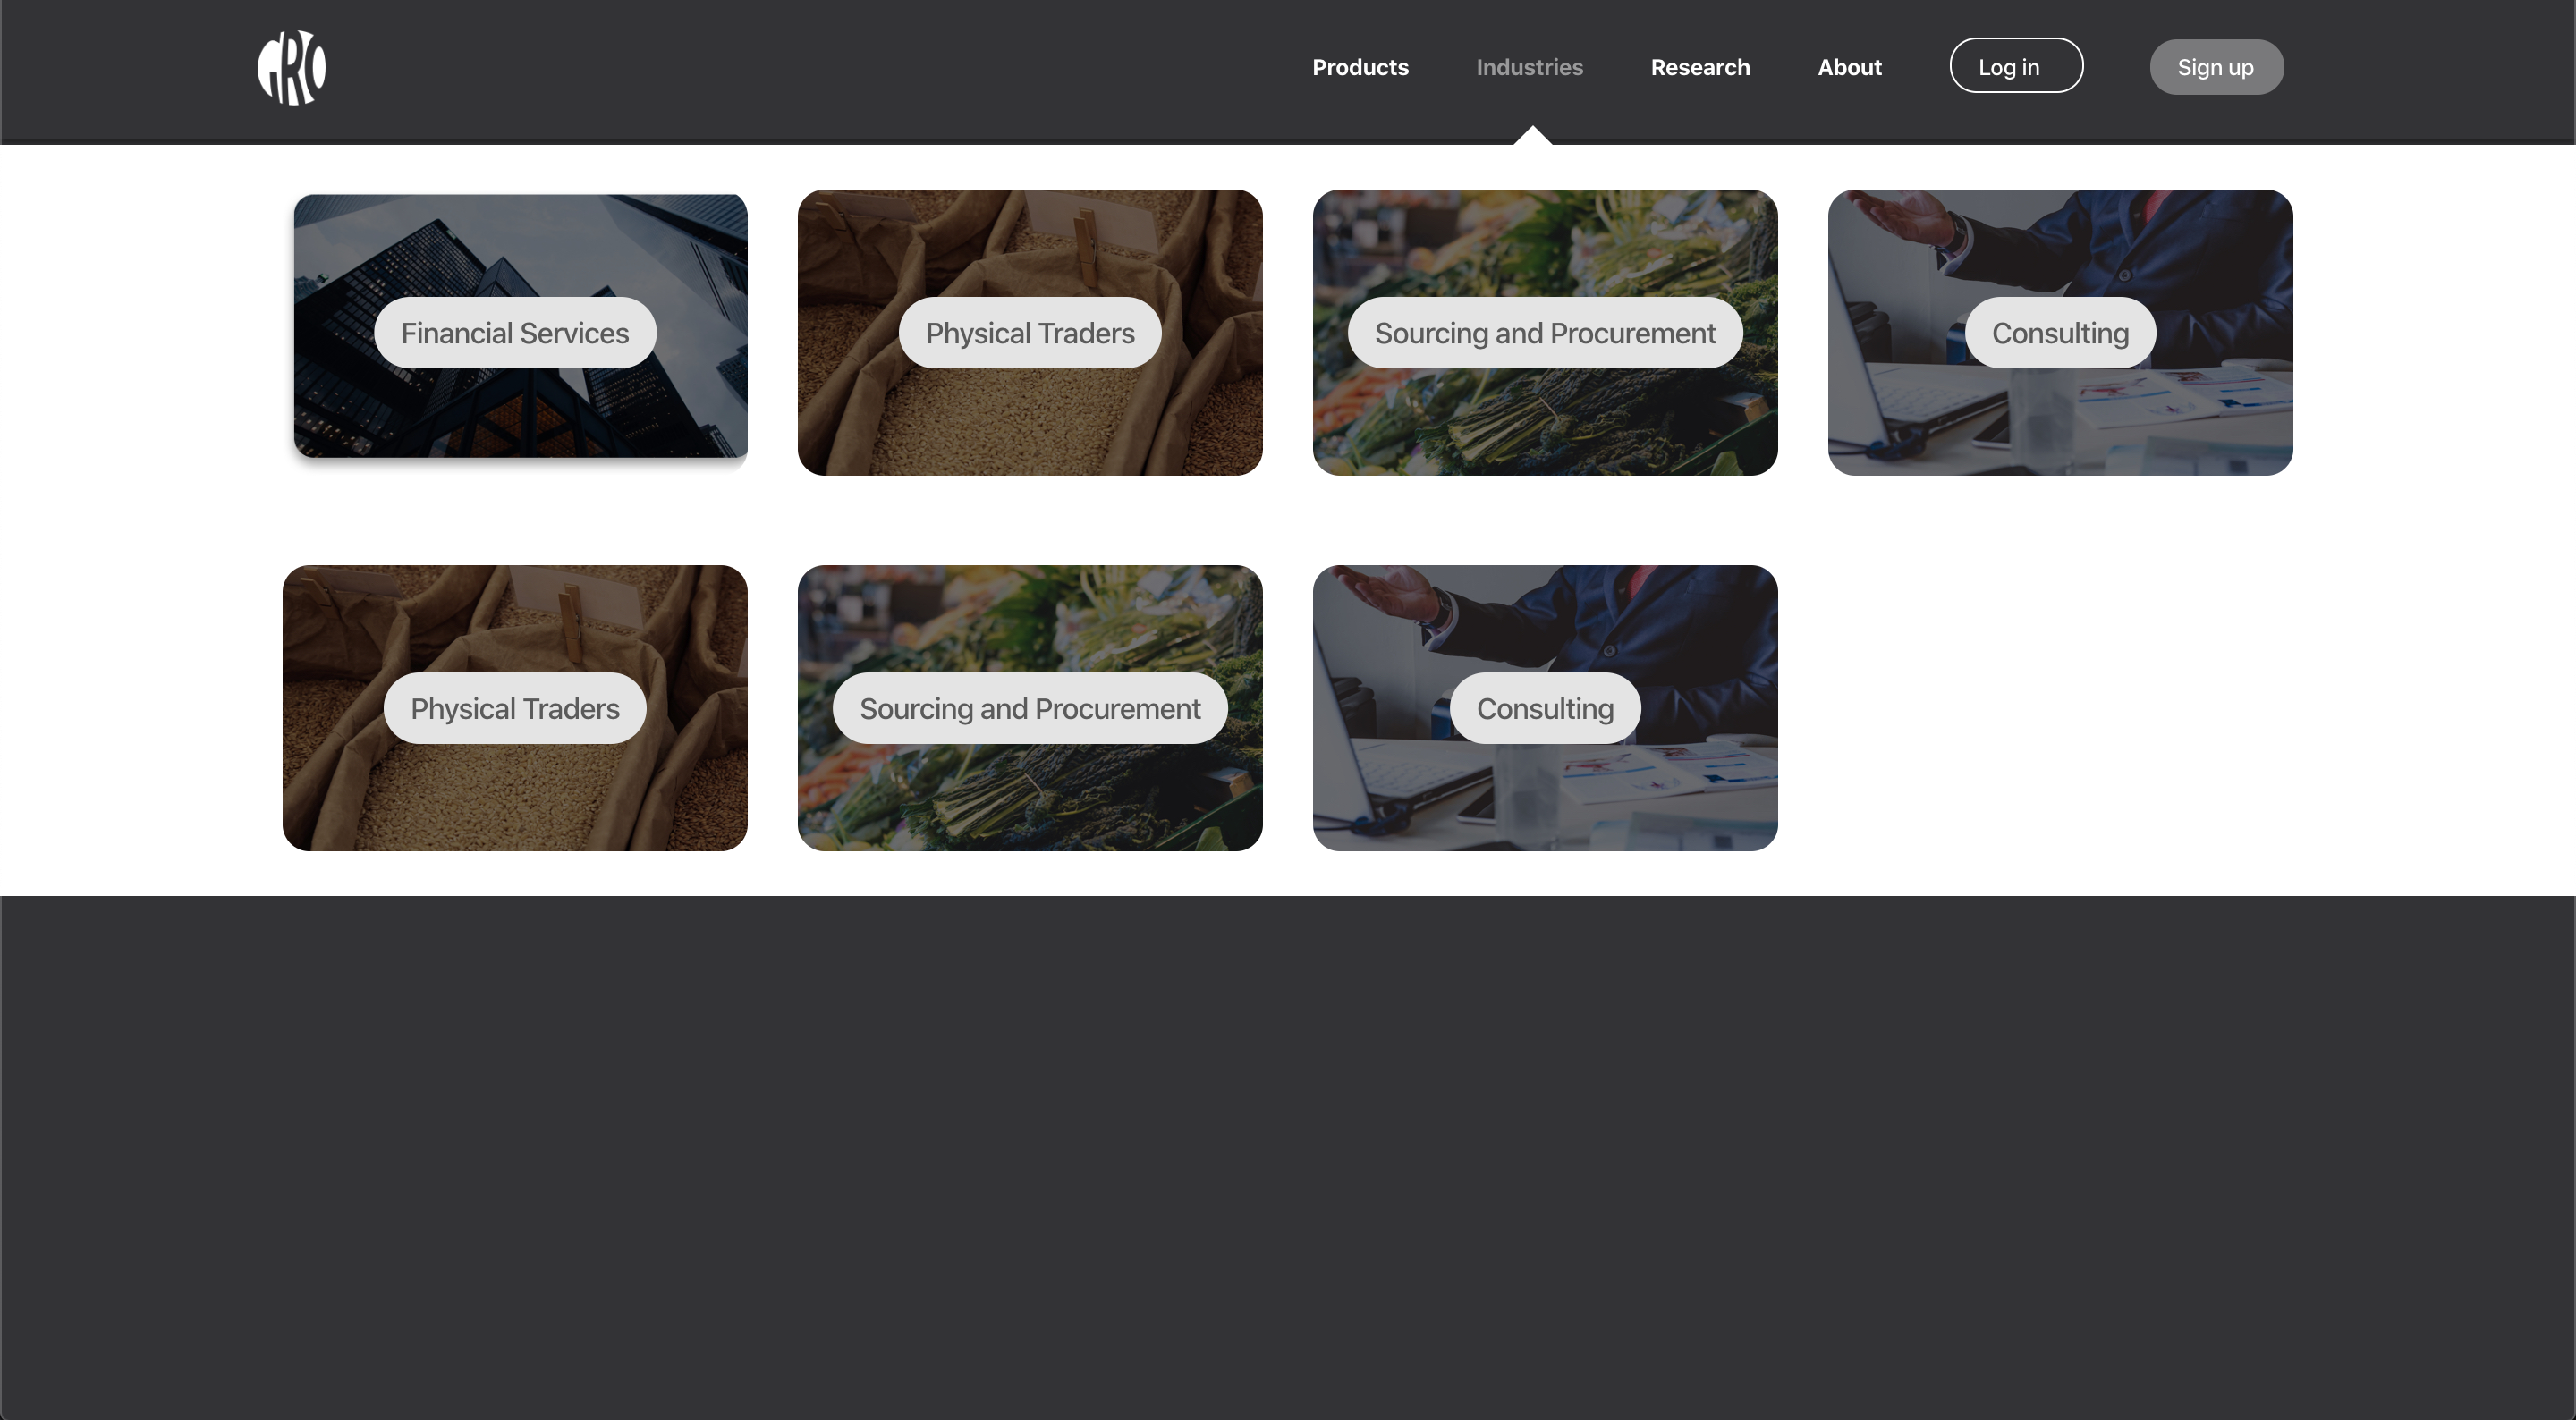 GRO
Products Industries Research About Log in Sign up
Financial Services Physical Traders Sourcing and Procurement Consulting
Physical Traders Sourcing and Procurement Consulting